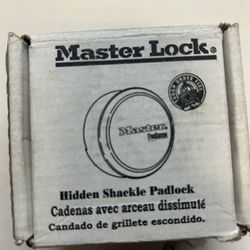 Master Lock®
Master
Hidden Shackle Padlock
Cadenas avec arceau dissimulé
Candado de grillete escondido.